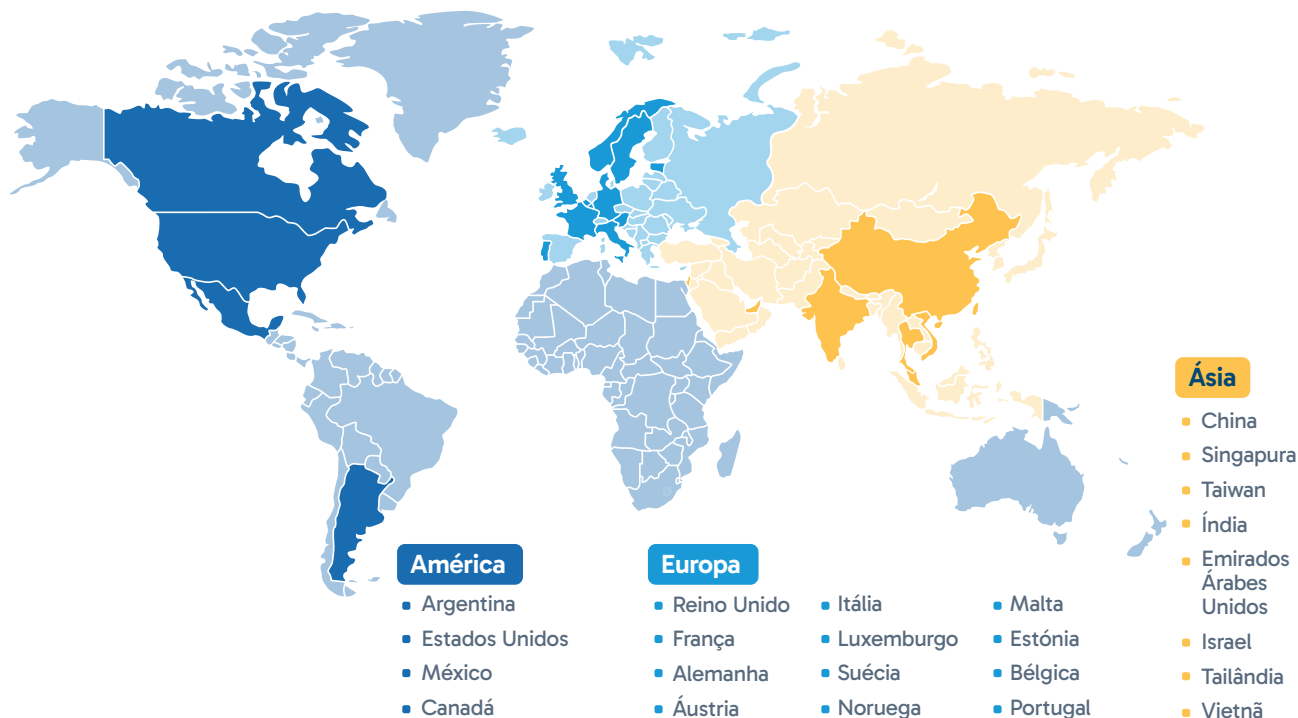 América
Argentina
Estados Unidos
México
Canadá
Europa
Reino Unido
França
Alemanha
Áustria
Itália
Luxemburgo
Suécia
Noruega
Malta
Estónia
Bélgica
Portugal
Ásia
China
Singapura
Taiwan
Índia
Emirados
Árabes
Unidos
Israel
Tailândia
Vietnã